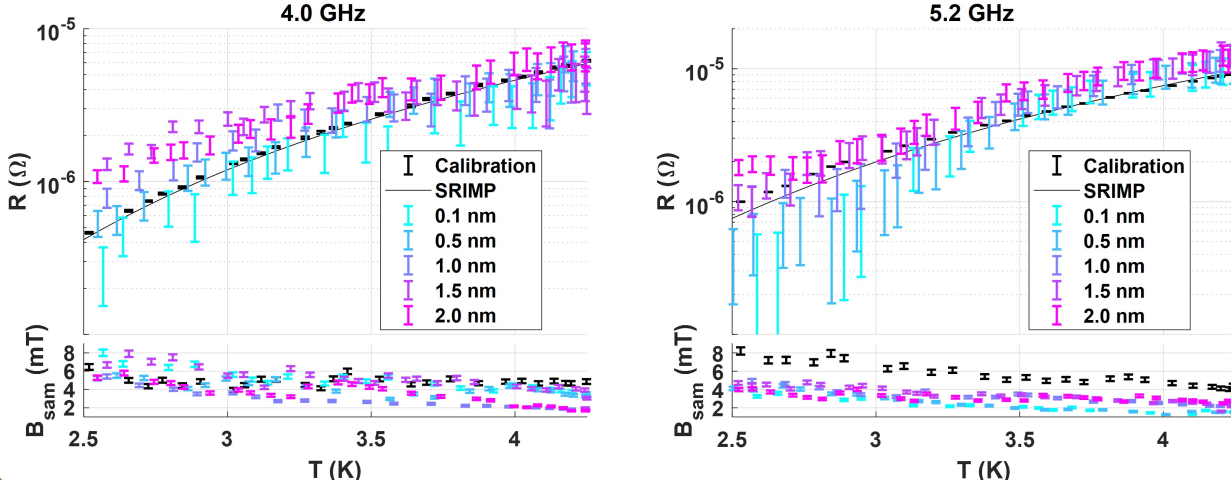 4.0 GHz
10^-5
10^-6
R (Ω)
Calibration
SRIMP
0.1 nm
0.5 nm
1.0 nm
1.5 nm
2.0 nm
8
6
4
2
B_sam (mT)
2.5 3 3.5 4
T (K)
5.2 GHz
10^-5
10^-6
R (Ω)
Calibration
SRIMP
0.1 nm
0.5 nm
1.0 nm
1.5 nm
2.0 nm
8
6
4
2
B_sam (mT)
2.5 3 3.5 4
T (K)